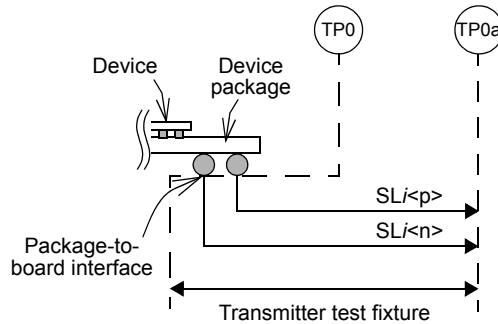 TP0
TP0a
Device
Device
package
SLi<p>
SLi<n>
Package-to-
board interface
Transmitter test fixture